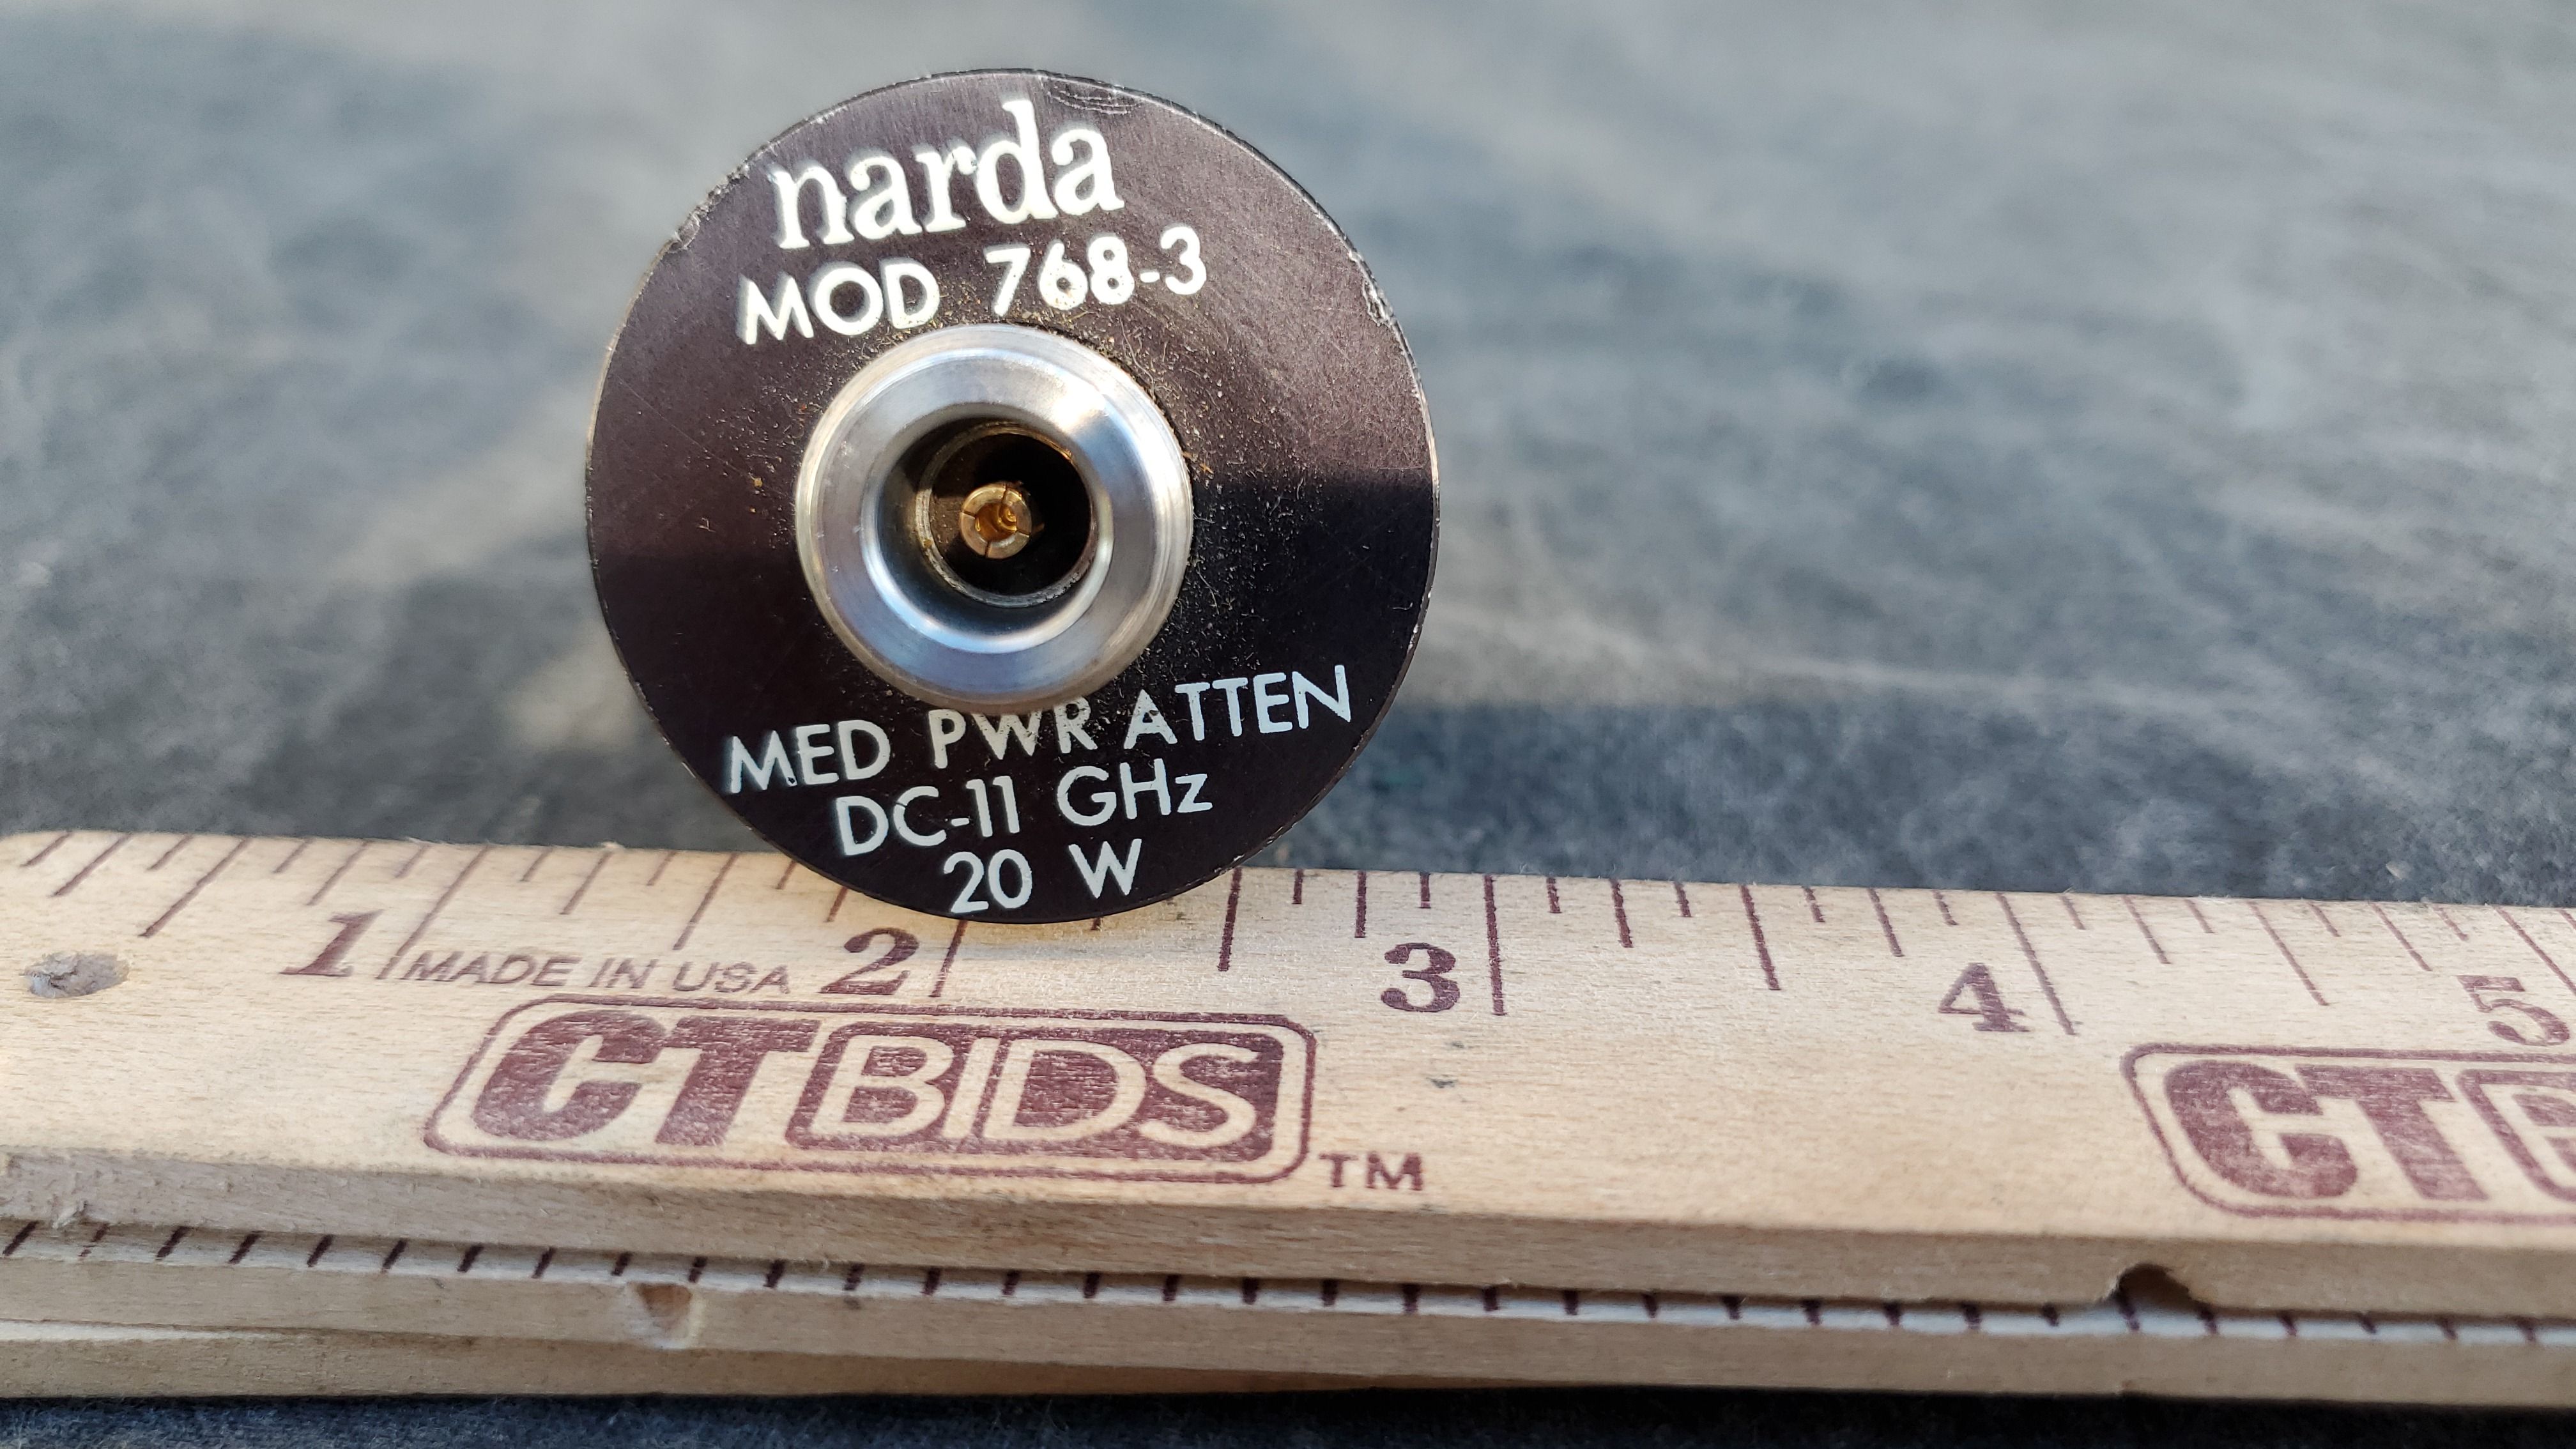 narda
MOD 768-3
MED PWR ATTEN
DC-11 GHz
20 W
1 2 3 4 5
MADE IN USA
CTBIDS TM
CT